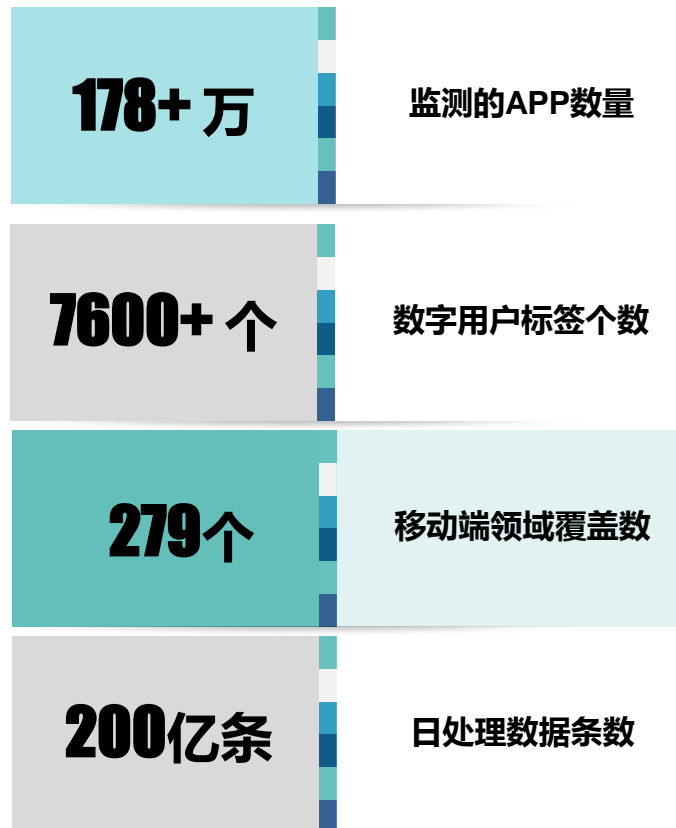 178+ 万 监测的APP数量
7600+ 个 数字用户标签个数
279个 移动端领域覆盖数
200亿条 日处理数据条数